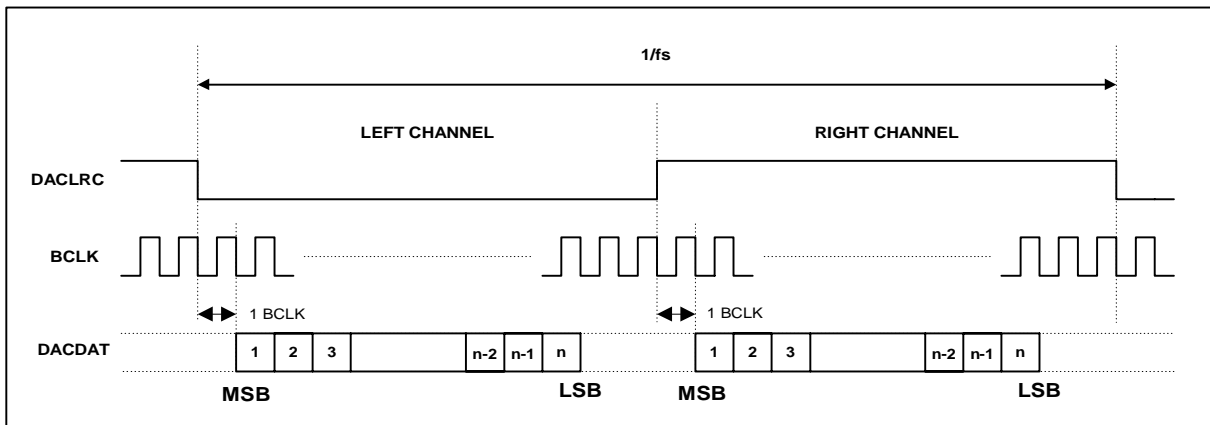 1/fs
LEFT CHANNEL RIGHT CHANNEL
DACLRC
BCLK
1 BCLK 1 BCLK
DACDAT 1 2 3 n-2 n-1 n 1 2 3 n-2 n-1 n
MSB LSB MSB LSB